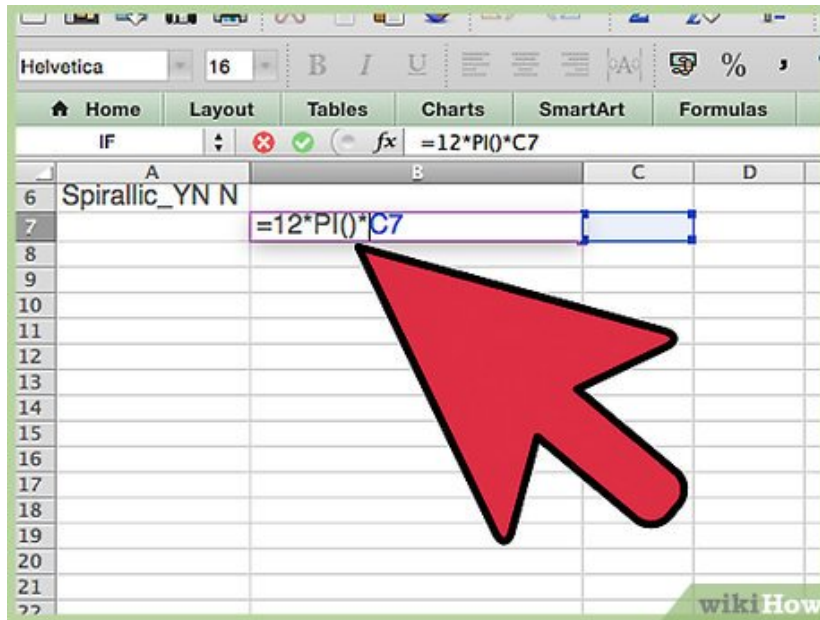 Helvetica 16 B I U A %
Home Layout Tables Charts SmartArt Formulas
IF fx =12*PI()*C7
A B C D
6 Spirallic_YN N
7 =12*PI()*C7
8
9
10
11
12
13
14
15
16
17
18
19
20
21
22
wikiHow